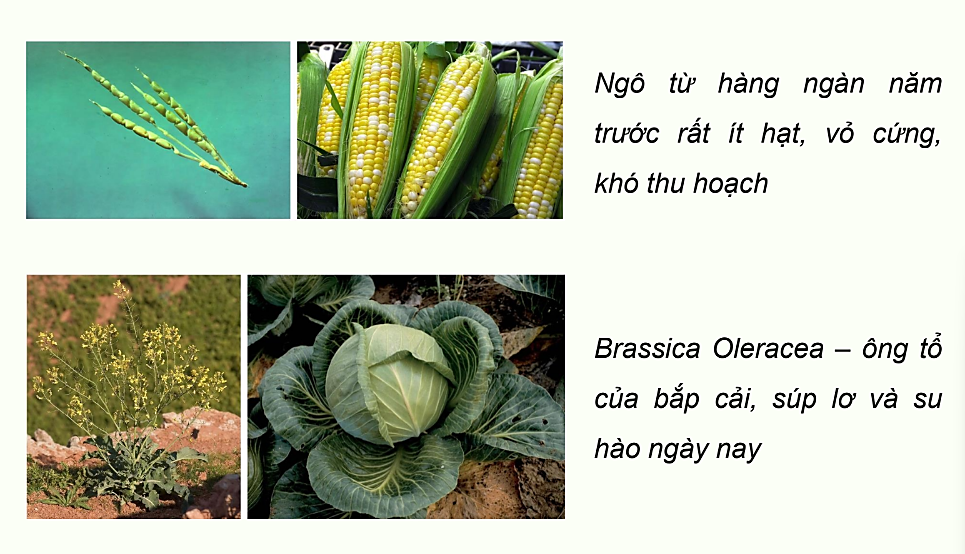 Ngô từ hàng ngàn năm
trước rất ít hạt, vỏ cứng,
khó thu hoạch
Brassica Oleracea – ông tổ
của bắp cải, súp lơ và su
hào ngày nay